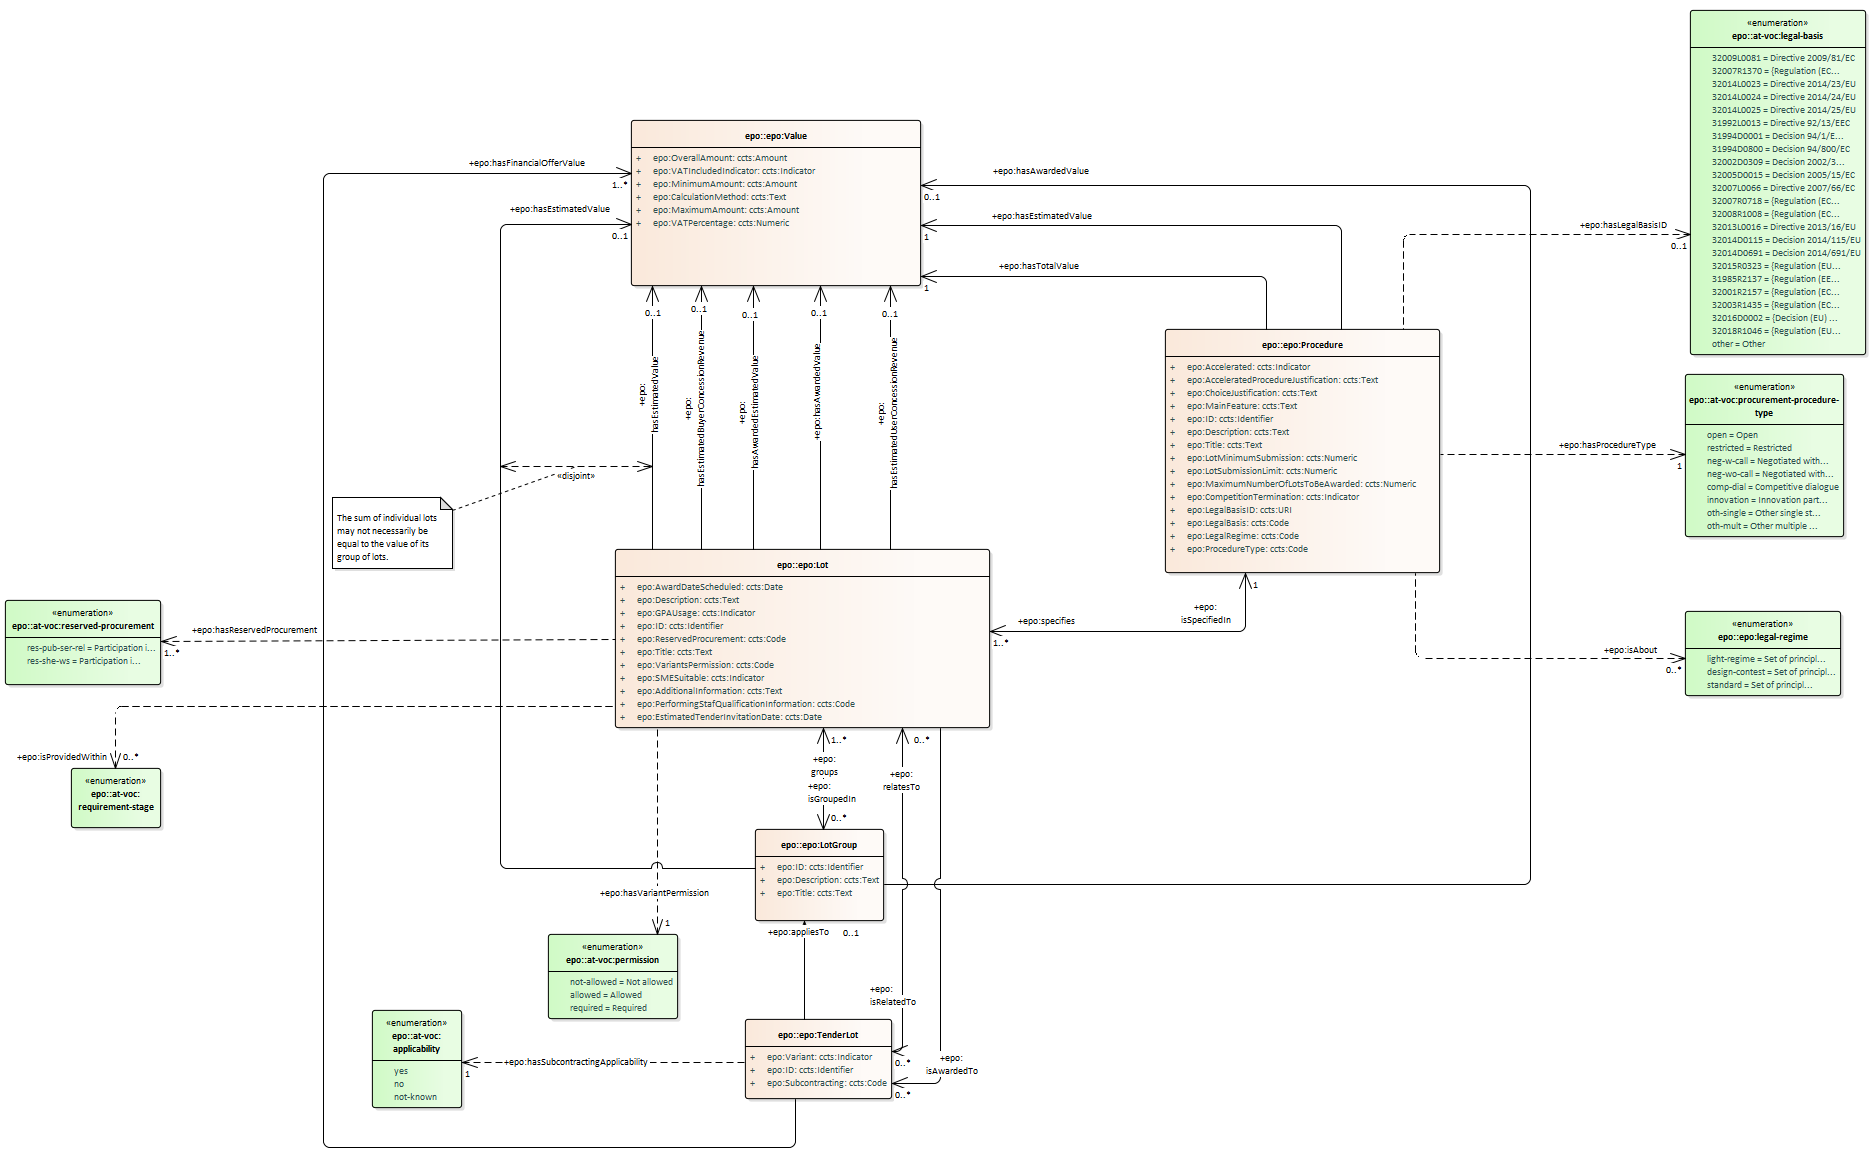 «enumeration»
epo::at-voc:legal-basis
32009L0081 = Directive 2009/81/EC
32007R1370 = {Regulation (EC...
32014L0023 = Directive 2014/23/EU
32014L0024 = Directive 2014/24/EU
32014L0025 = Directive 2014/25/EU
31992L0013 = Directive 92/13/EEC
31994D0001 = Decision 94/1/E...
31994D0800 = Decision 94/800/EC
32002D0309 = Decision 2002/3...
32005D0015 = Decision 2005/15/EC
32007L0066 = Directive 2007/66/EC
32007R0718 = {Regulation (EC...
32008R1008 = {Regulation (EC...
32013L0016 = Directive 2013/16/EU
32014D0115 = Decision 2014/115/EU
32014D0691 = Decision 2014/691/EU
32015R0323 = {Regulation (EU...
31985R2137 = {Regulation (EE...
32001R2157 = {Regulation (EC...
32003R1435 = {Regulation (EC...
32016D0002 = {Decision (EU) ...
32018R1046 = {Regulation (EU...
other = Other
epo::epo:Value
+ epo:OverallAmount: ccts:Amount
+ epo:VATIncludedIndicator: ccts:Indicator
+ epo:MinimumAmount: ccts:Amount
+ epo:CalculationMethod: ccts:Text
+ epo:MaximumAmount: ccts:Amount
+ epo:VATPercentage: ccts:Numeric
+epo:hasFinancialOfferValue
1..*
+epo:hasEstimatedValue
0..1
+epo:hasAwardedValue
0..1
+epo:hasEstimatedValue
1
+epo:hasTotalValue
1
+epo:hasLegalBasisID
0..1
0..1
0..1
0..1
0..1
0..1
+epo:
hasEstimatedValue
+epo:
hasEstimatedBuyerConcessionRevenue
+epo:
hasAwardedEstimatedValue
+epo:hasAwardedValue
+epo:
hasEstimatedUserConcessionRevenue
epo::epo:Procedure
+ epo:Accelerated: ccts:Indicator
+ epo:AcceleratedProcedureJustification: ccts:Text
+ epo:ChoiceJustification: ccts:Text
+ epo:MainFeature: ccts:Text
+ epo:ID: ccts:Identifier
+ epo:Description: ccts:Text
+ epo:Title: ccts:Text
+ epo:LotMinimumSubmission: ccts:Numeric
+ epo:LotSubmissionLimit: ccts:Numeric
+ epo:MaximumNumberOfLotsToBeAwarded: ccts:Numeric
+ epo:CompetitionTermination: ccts:Indicator
+ epo:LegalBasisID: ccts:URI
+ epo:LegalBasis: ccts:Code
+ epo:LegalRegime: ccts:Code
+ epo:ProcedureType: ccts:Code
«enumeration»
epo::at-voc:procurement-procedure-
type
open = Open
restricted = Restricted
neg-w-call = Negotiated with...
neg-wo-call = Negotiated with...
comp-dial = Competitive dialogue
innovation = Innovation part...
oth-single = Other single st...
oth-mult = Other multiple ...
+epo:hasProcedureType
1
«disjoint»
The sum of individual lots
may not necessarily be
equal to the value of its
group of lots.
epo::epo:Lot
+ epo:AwardDateScheduled: ccts:Date
+ epo:Description: ccts:Text
+ epo:GPAUsage: ccts:Indicator
+ epo:ID: ccts:Identifier
+ epo:ReservedProcurement: ccts:Code
+ epo:Title: ccts:Text
+ epo:VariantsPermission: ccts:Code
+ epo:SMESuitable: ccts:Indicator
+ epo:AdditionalInformation: ccts:Text
+ epo:PerformingStafQualificationInformation: ccts:Code
+ epo:EstimatedTenderInvitationDate: ccts:Date
1
+epo:
isSpecifiedIn
+epo:specifies
1..*
«enumeration»
epo::at-voc:reserved-procurement
res-pub-ser-rel = Participation i...
res-she-ws = Participation i...
+epo:hasReservedProcurement
1..*
«enumeration»
epo::epo:legal-regime
light-regime = Set of principl...
design-contest = Set of principl...
standard = Set of principl...
+epo:isAbout
0..*
+epo:isProvidedWithin
0..*
«enumeration»
epo::at-voc:
requirement-stage
1..*
+epo:
groups
+epo:
isGroupedIn
0..*
0..*
+epo:
relatesTo
epo::epo:LotGroup
+ epo:ID: ccts:Identifier
+ epo:Description: ccts:Text
+ epo:Title: ccts:Text
+epo:hasVariantPermission
1
+epo:appliesTo
0..1
«enumeration»
epo::at-voc:permission
not-allowed = Not allowed
allowed = Allowed
required = Required
+epo:
isRelatedTo
«enumeration»
epo::at-voc:
applicability
yes
no
not-known
+epo:hasSubcontractingApplicability
1
epo::epo:TenderLot
+ epo:Variant: ccts:Indicator
+ epo:ID: ccts:Identifier
+ epo:Subcontracting: ccts:Code
0..*
+epo:
isAwardedTo
0..*